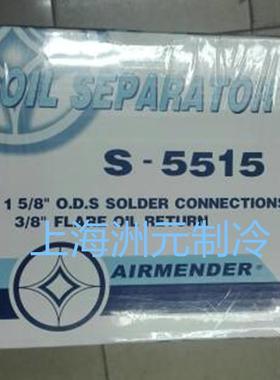 OIL SEPARATOR
S-5515
1 5/8" O.D.S SOLDER CONNECTIONS
3/8" FLARE OIL RETURN
上海洲元制冷
AIRMENDER®